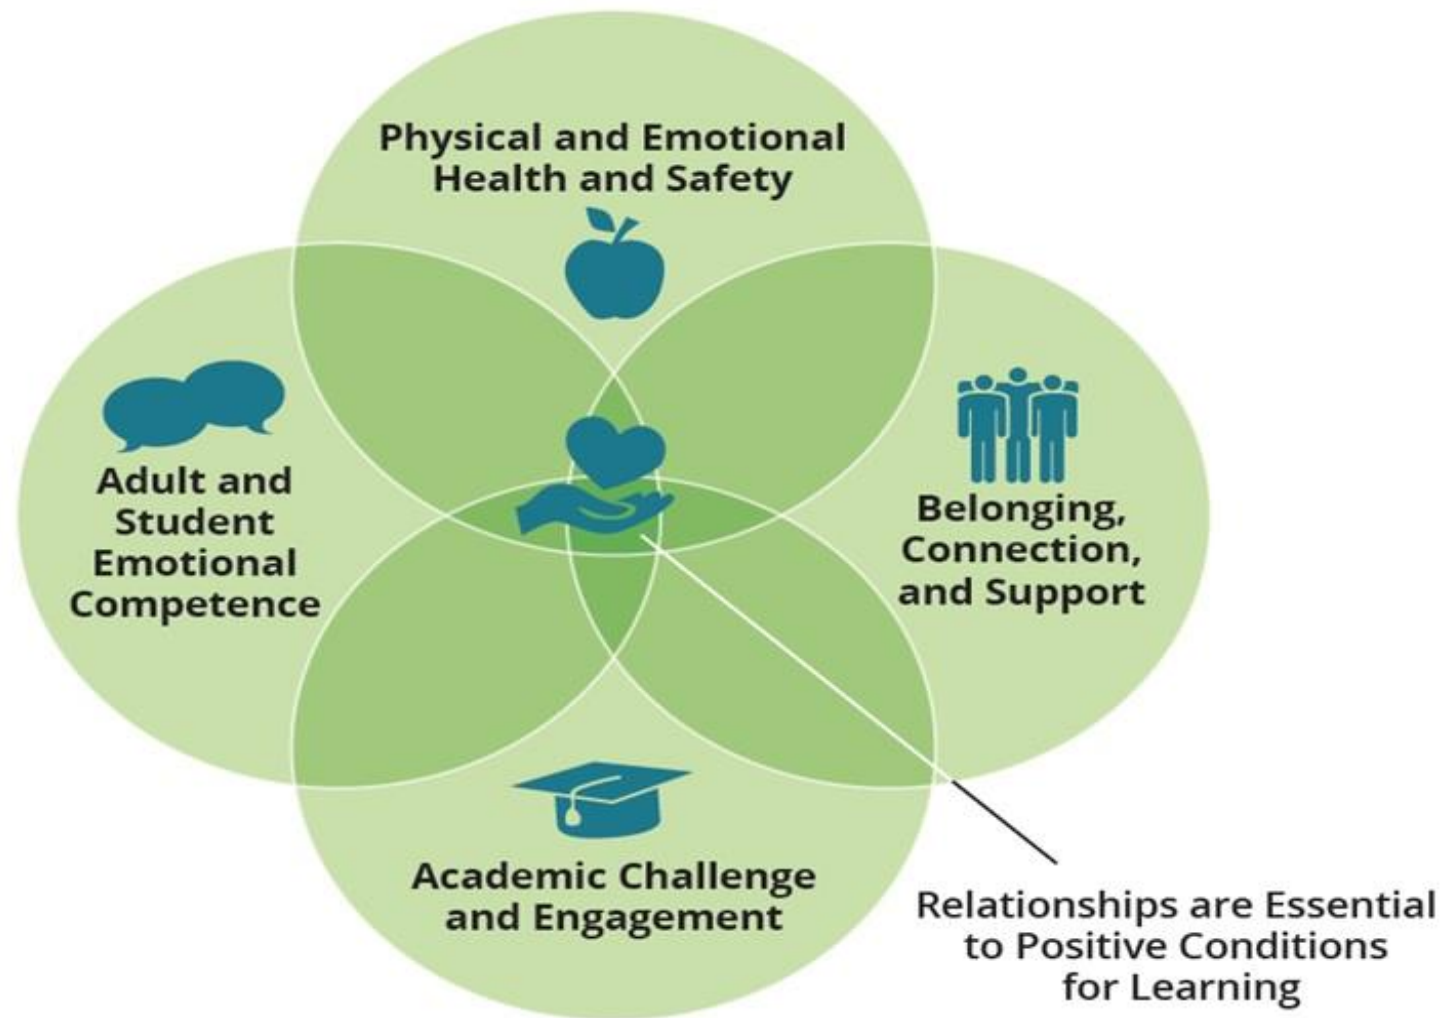 Physical and Emotional
Health and Safety
Adult and
Student
Emotional
Competence
Belonging,
Connection,
and Support
Academic Challenge
and Engagement
Relationships are Essential
to Positive Conditions
for Learning